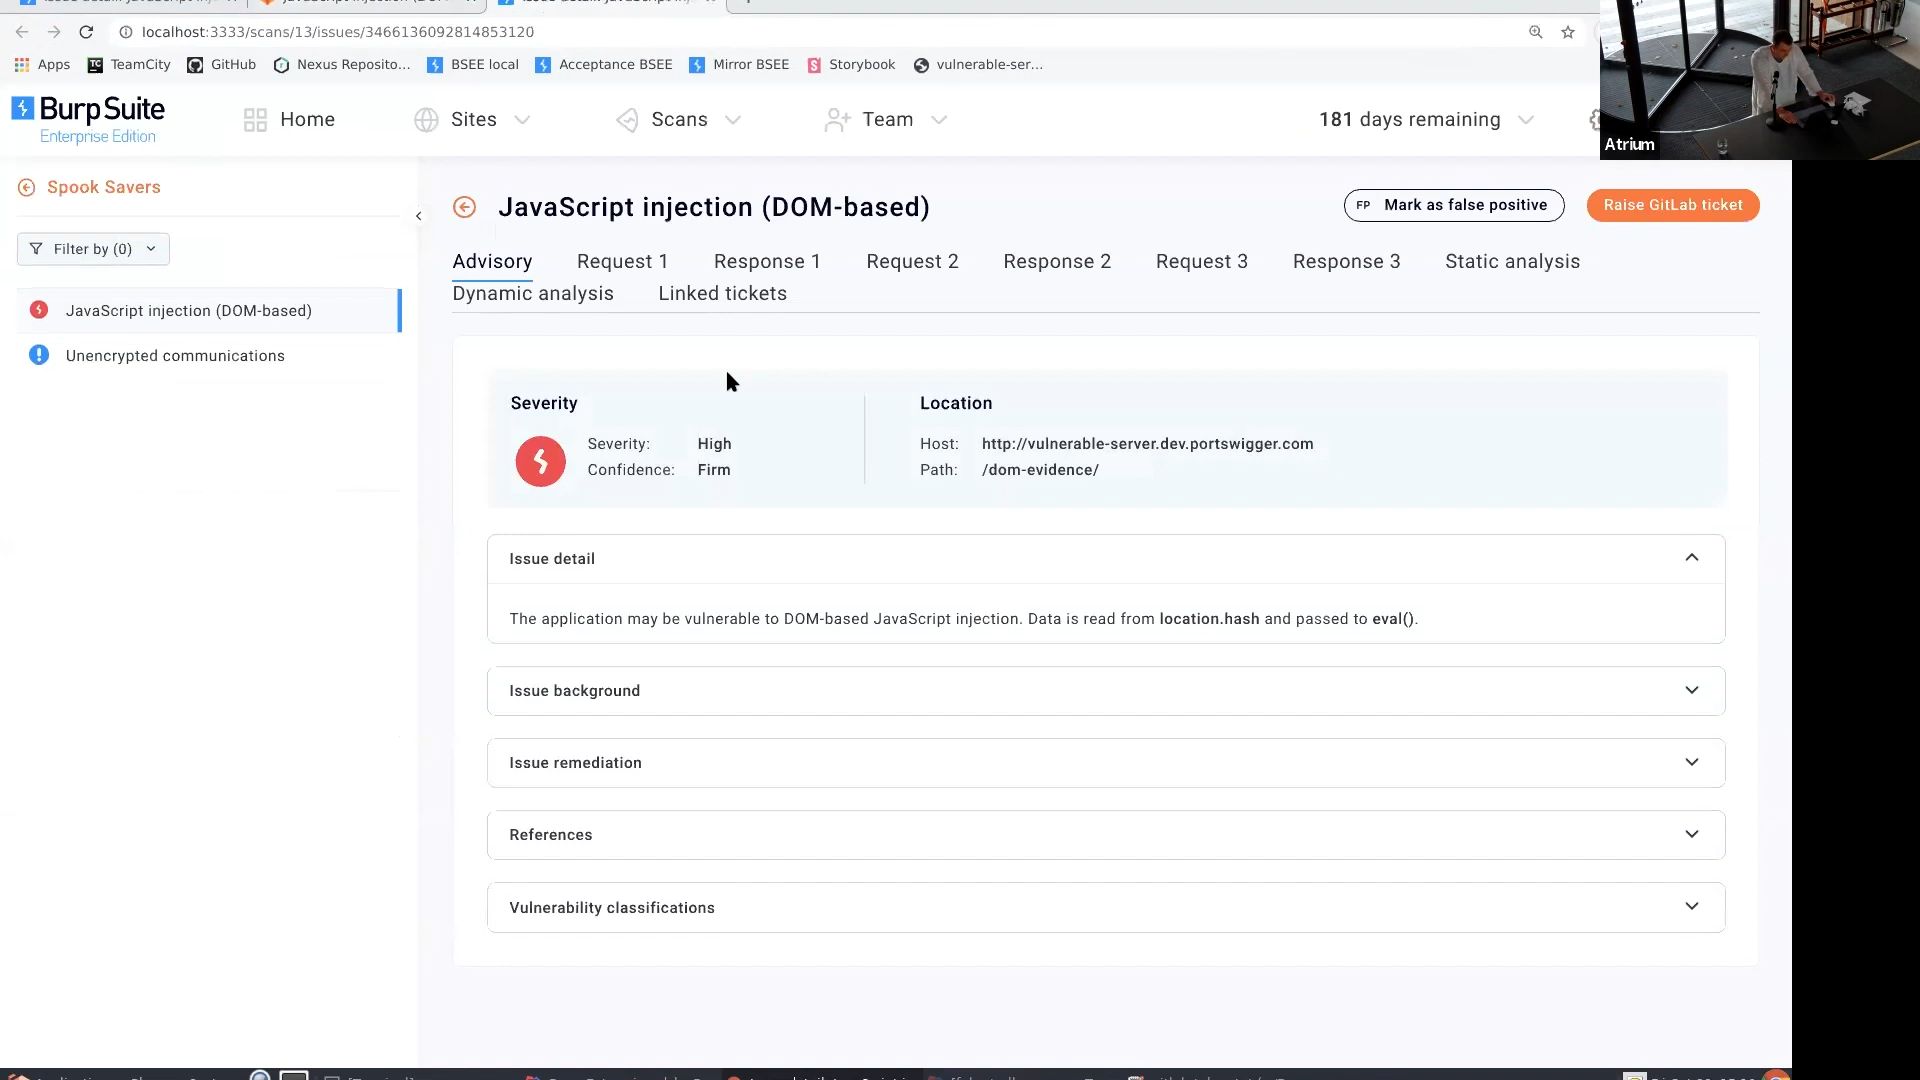 localhost:3333/scans/13/issues/3466136092814853120
Apps TeamCity GitHub Nexus Reposito... BSEE local Acceptance BSEE Mirror BSEE Storybook vulnerable-ser...
BurpSuite
Enterprise Edition
Home Sites Scans Team 181 days remaining
Atrium
Spook Savers
Filter by (0)
JavaScript injection (DOM-based)
Unencrypted communications
JavaScript injection (DOM-based)
FP Mark as false positive Raise GitLab ticket
Advisory Request 1 Response 1 Request 2 Response 2 Request 3 Response 3 Static analysis
Dynamic analysis Linked tickets
Severity
Severity: High
Confidence: Firm
Location
Host: http://vulnerable-server.dev.portswigger.com
Path: /dom-evidence/
Issue detail
The application may be vulnerable to DOM-based JavaScript injection. Data is read from location.hash and passed to eval().
Issue background
Issue remediation
References
Vulnerability classifications